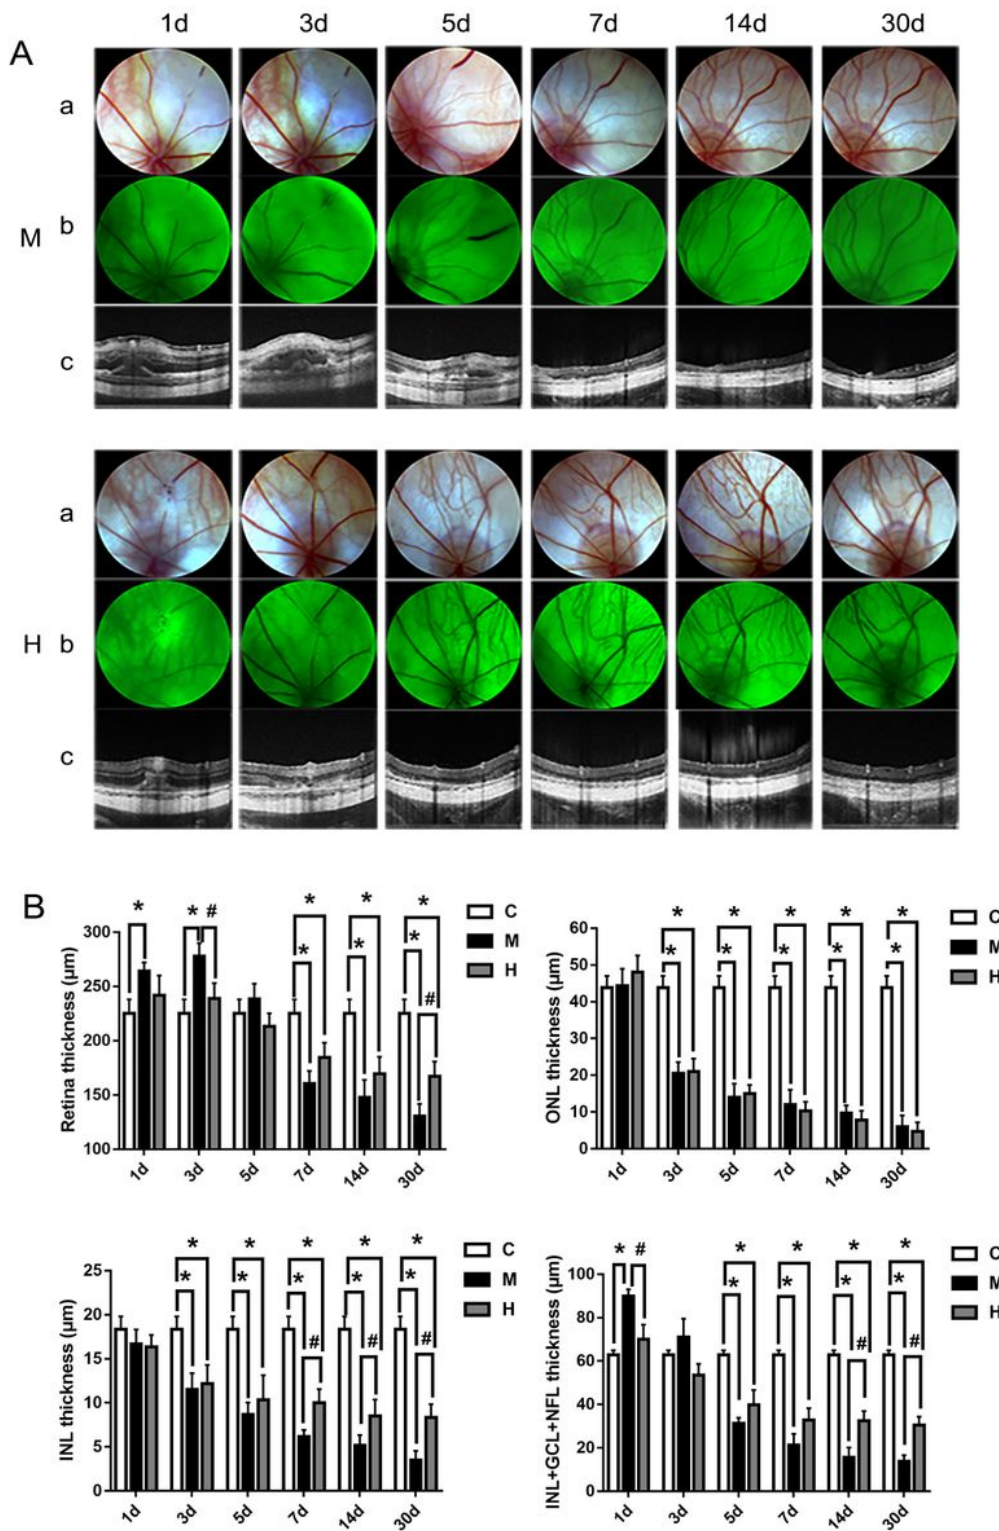 1d 3d 5d 7d 14d 30d
A
a
M b
c
a
H b
c
B
Retina thickness (μm)
300
250
200
150
100
* * # * * * * * * #
1d 3d 5d 7d 14d 30d
C
M
H
ONL thickness (μm)
60
40
20
10
0
* * * * * * * * * *
1d 3d 5d 7d 14d 30d
C
M
H
INL thickness (μm)
25
20
15
10
5
0
* * * * * * # * * # * * #
1d 3d 5d 7d 14d 30d
C
M
H
INL+GCL+NFL thickness (μm)
100
80
60
40
20
0
* # * * * * * * # * * #
1d 3d 5d 7d 14d 30d
C
M
H